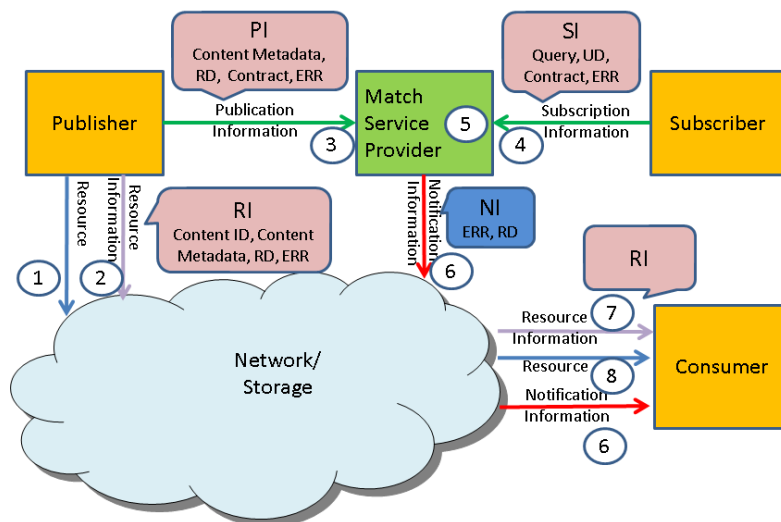 PI
Content Metadata,
RD, Contract, ERR
SI
Query, UD,
Contract, ERR
Publisher
Publication
Information
3
Match
Service
Provider
5
Subscription
Information
4
Subscriber
Resource
Resource
Information
1
2
RI
Content ID, Content
Metadata, RD, ERR
Notification
Information
6
NI
ERR, RD
RI
Network/
Storage
7
Resource
Information
Resource
8
Notification
Information
6
Consumer